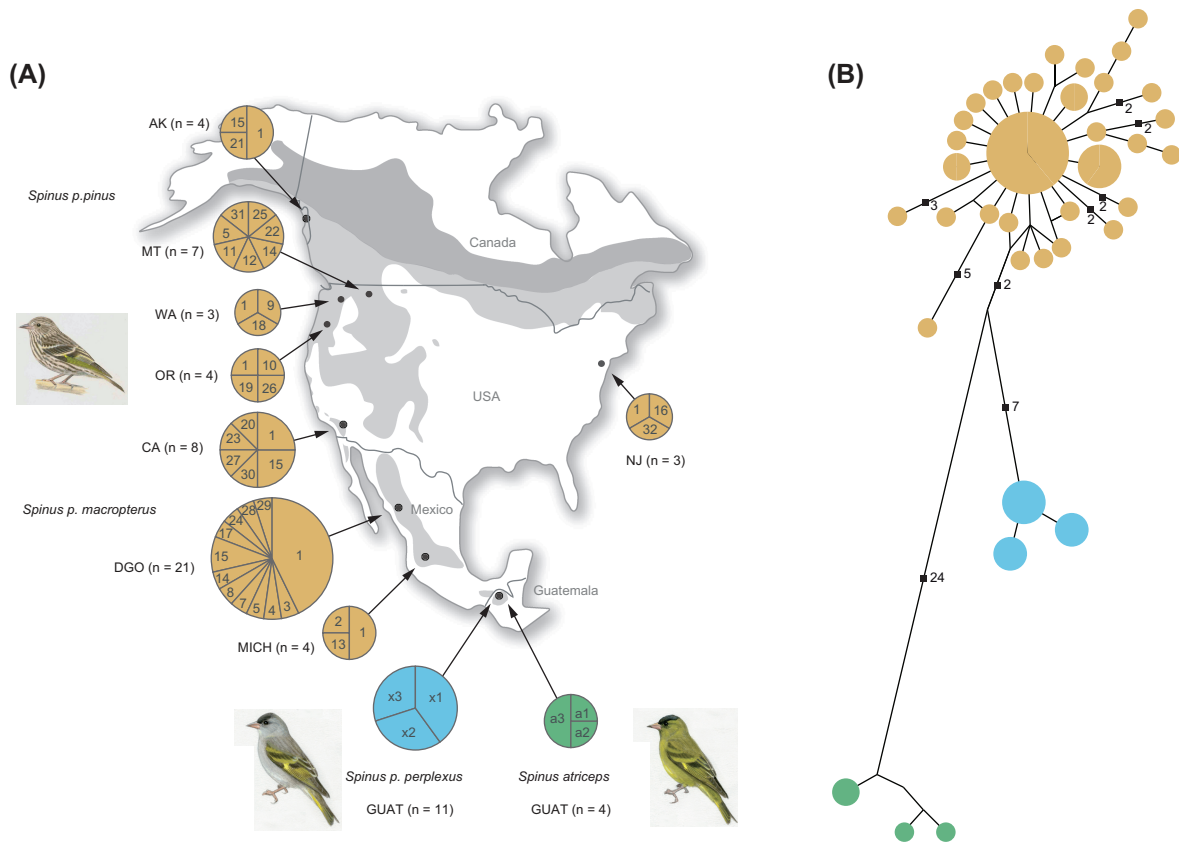 (A)
(B)
AK (n = 4)
15
1
21
Spinus p.pinus
31
25
5
22
11
14
12
MT (n = 7)
Canada
1
9
18
WA (n = 3)
1
10
19
26
OR (n = 4)
USA
1
16
32
NJ (n = 3)
20
1
23
27
15
30
CA (n = 8)
Spinus p. macropterus
29
28
24
17
15
14
8
7
5
4
3
1
DGO (n = 21)
Mexico
Guatemala
2
1
13
MICH (n = 4)
x3
x1
x2
a3
a1
a2
Spinus p. perplexus
Spinus atriceps
GUAT (n = 11)
GUAT (n = 4)
2
2
3
2
2
5
2
7
24